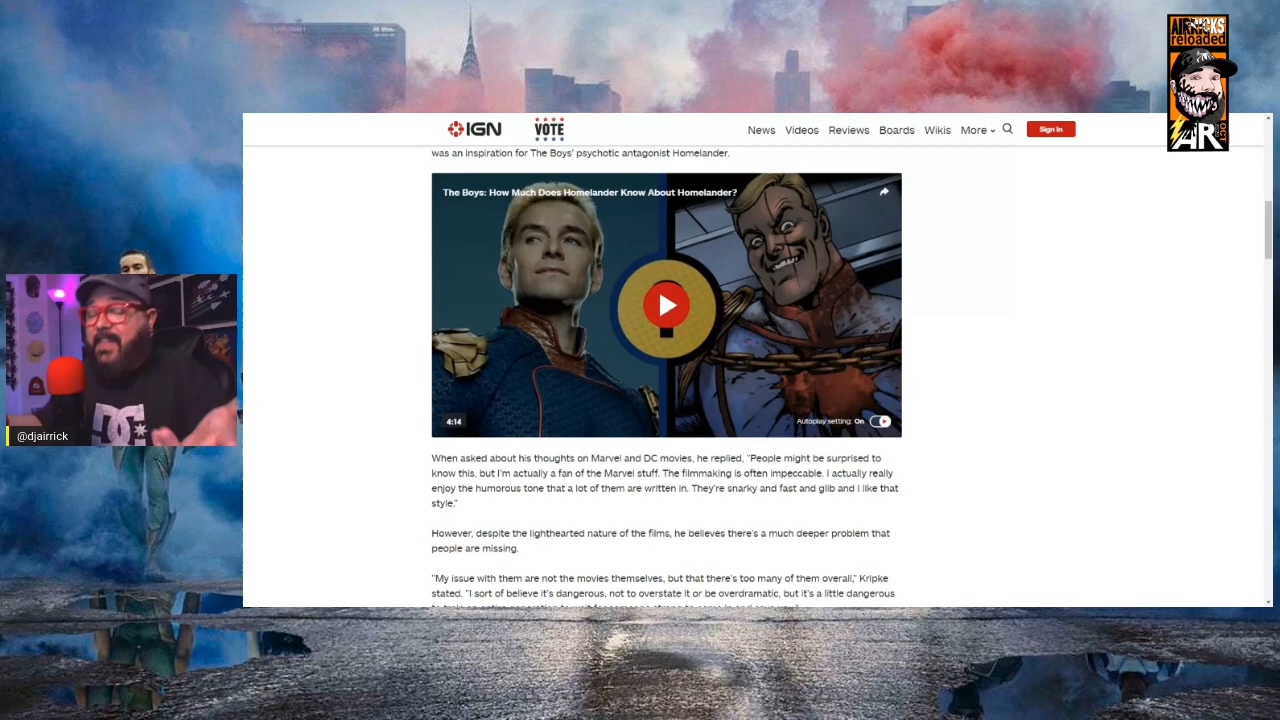 AIRRICKS
reloaded
AR
OCT
IGN
VOTE
News Videos Reviews Boards Wikis More Sign In
was an inspiration for The Boys' psychotic antagonist Homelander.
The Boys: How Much Does Homelander Know About Homelander?
4:14
Autoplay setting: On
@djairrick
DC
When asked about his thoughts on Marvel and DC movies, he replied, "People might be surprised to
know this, but I'm actually a fan of the Marvel stuff. The filmmaking is often impeccable. I actually really
enjoy the humorous tone that a lot of them are written in. They're snarky and fast and glib and I like that
style."
However, despite the lighthearted nature of the films, he believes there's a much deeper problem that
people are missing.
"My issue with them are not the movies themselves, but that there's too many of them overall," Kripke
stated. "I sort of believe it's dangerous, not to overstate it or be overdramatic, but it's a little dangerous